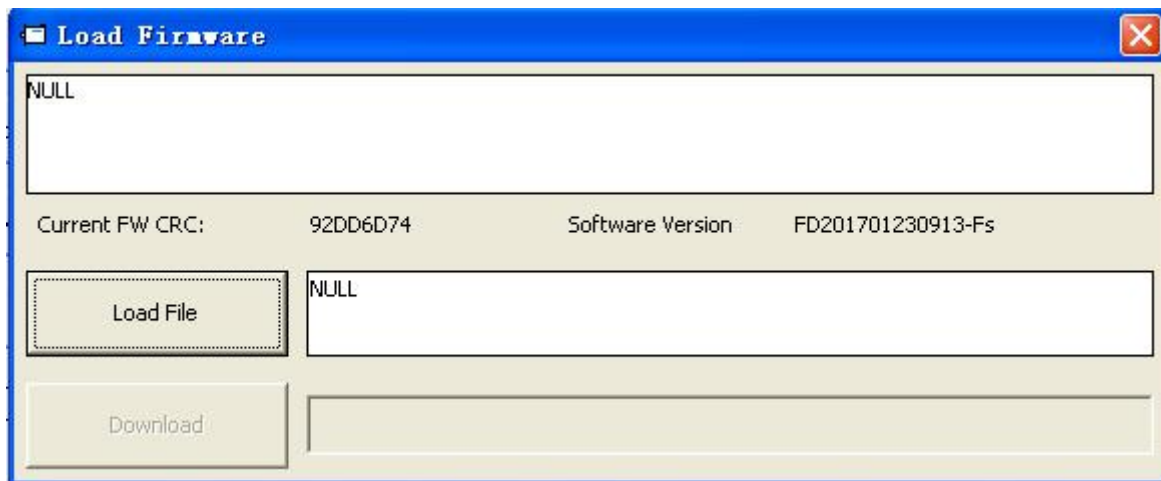 Load Firmware
NULL
Current FW CRC: 92DD6D74 Software Version FD201701230913-Fs
Load File NULL
Download